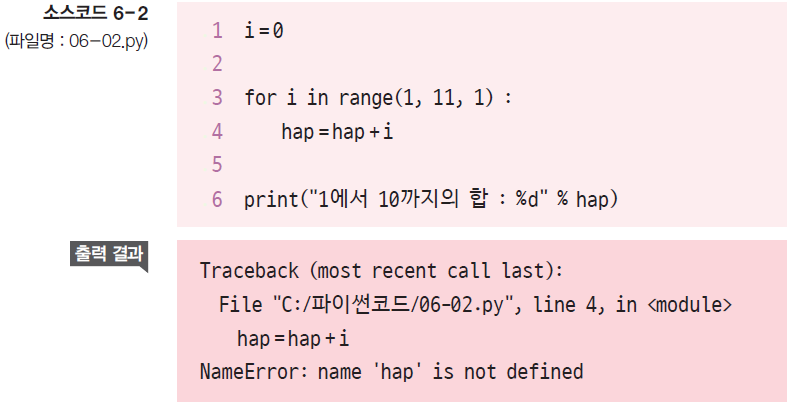 소스코드 6-2
(파일명 : 06-02.py)
1 i=0
2
3 for i in range(1, 11, 1) :
4 hap=hap+i
5
6 print("1에서 10까지의 합 : %d" % hap)
출력 결과
Traceback (most recent call last):
File "C:/파이썬코드/06-02.py", line 4, in <module>
hap=hap+i
NameError: name 'hap' is not defined